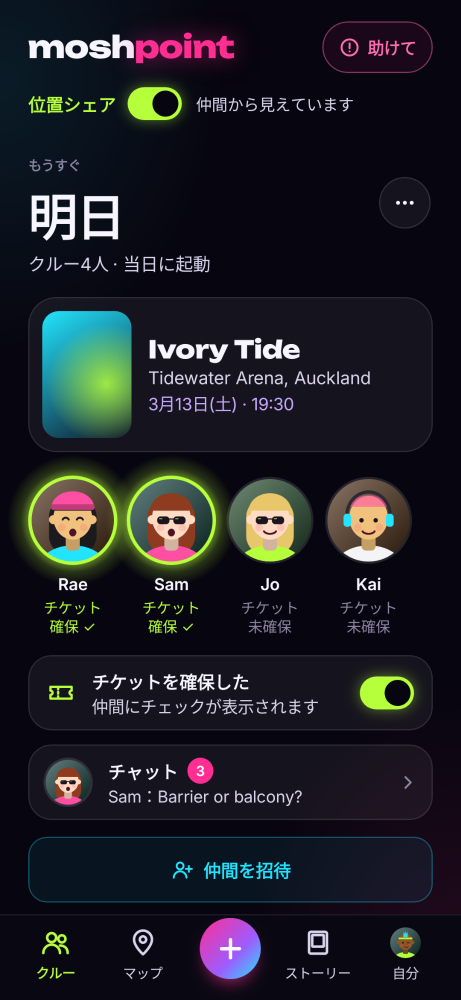 moshpoint
助けて
位置シェア 仲間から見えています
もうすぐ
明日
クルー4人 · 当日に起動
Ivory Tide
Tidewater Arena, Auckland
3月13日(土) · 19:30
Rae
チケット
確保 ✓
Sam
チケット
確保 ✓
Jo
チケット
未確保
Kai
チケット
未確保
チケットを確保した
仲間にチェックが表示されます
チャット 3
Sam：Barrier or balcony?
仲間を招待
クルー
マップ
ストーリー
自分